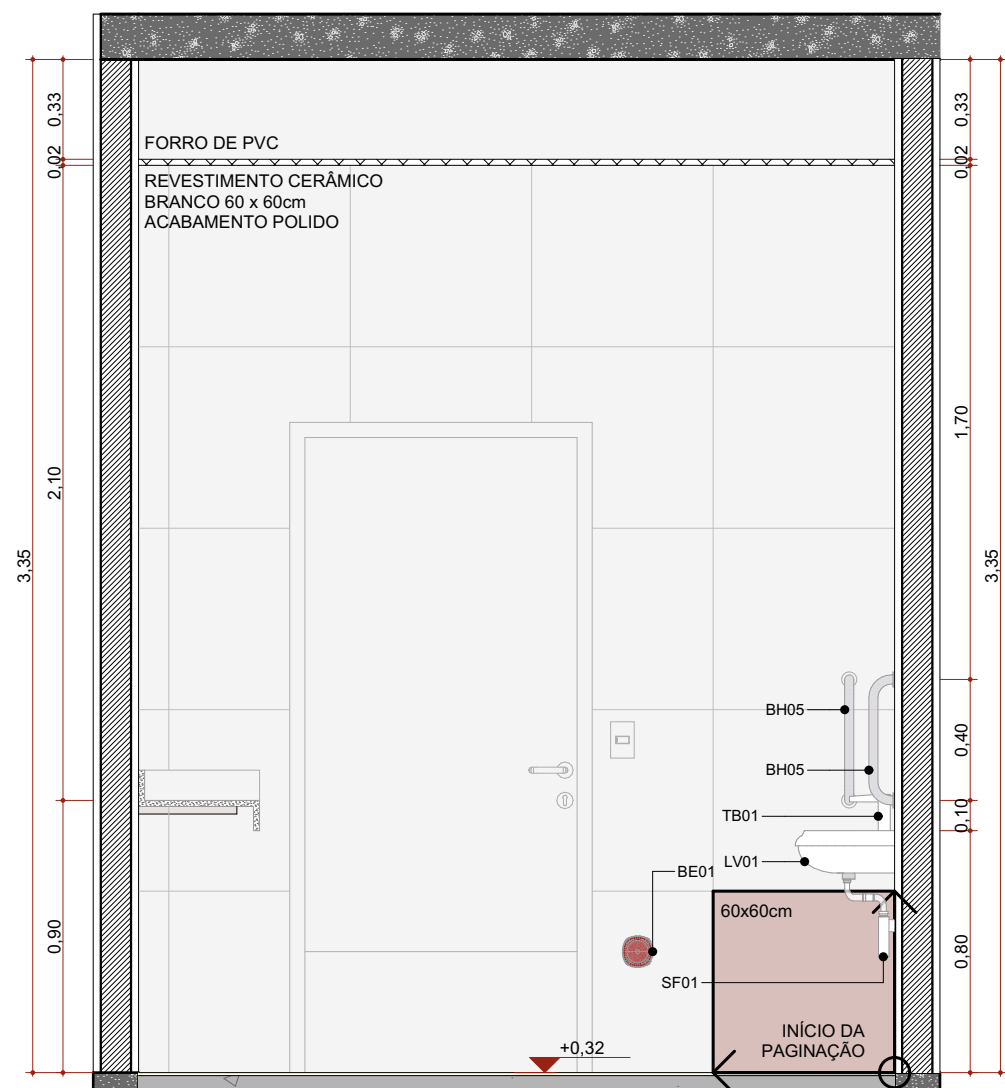 FORRO DE PVC
REVESTIMENTO CERÂMICO
BRANCO 60 x 60cm
ACABAMENTO POLIDO
0,33
0,02
2,10
3,35
0,90
0,33
0,02
1,70
3,35
0,40
0,10
0,80
BH05
BH05
TB01
LV01
BE01
60x60cm
SF01
INÍCIO DA
PAGINAÇÃO
+0,32